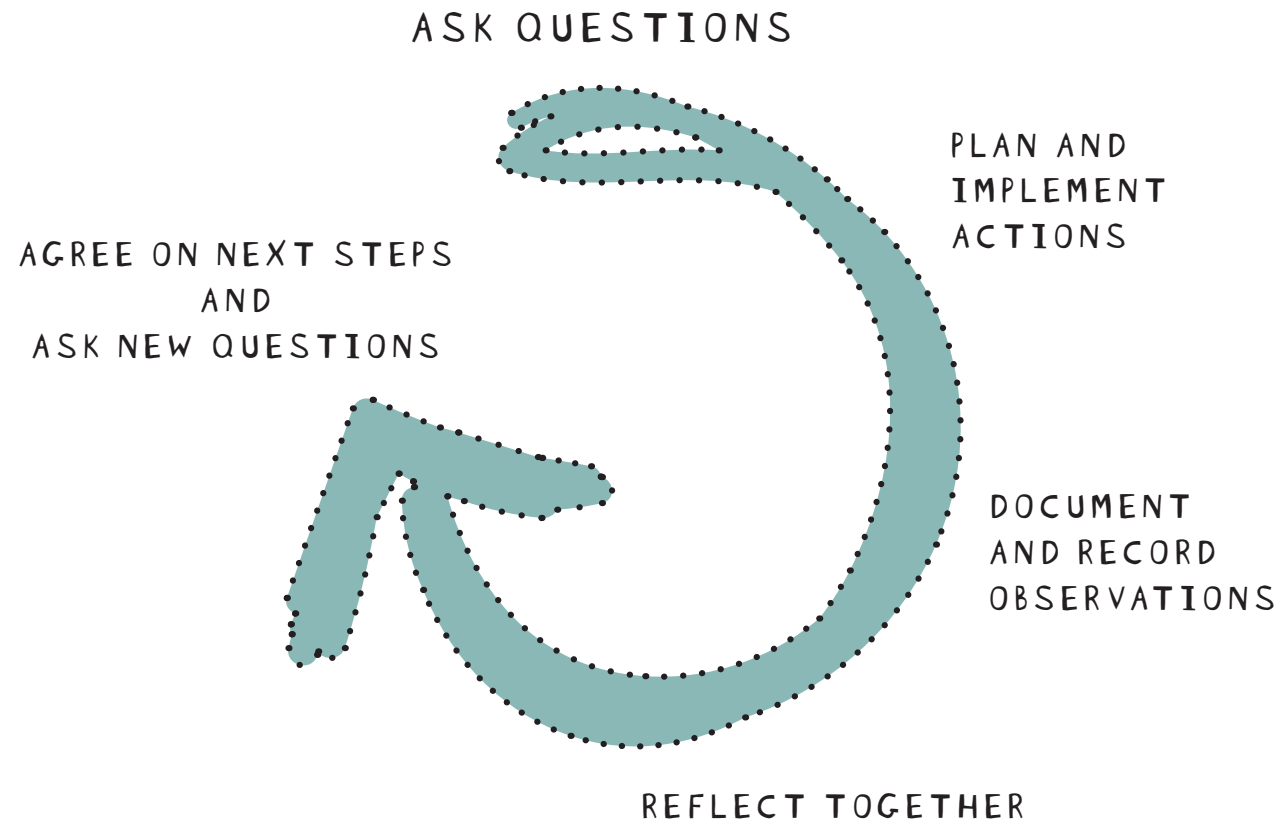 ASK QUESTIONS
PLAN AND
IMPLEMENT
ACTIONS
DOCUMENT
AND RECORD
OBSERVATIONS
REFLECT TOGETHER
AGREE ON NEXT STEPS
AND
ASK NEW QUESTIONS